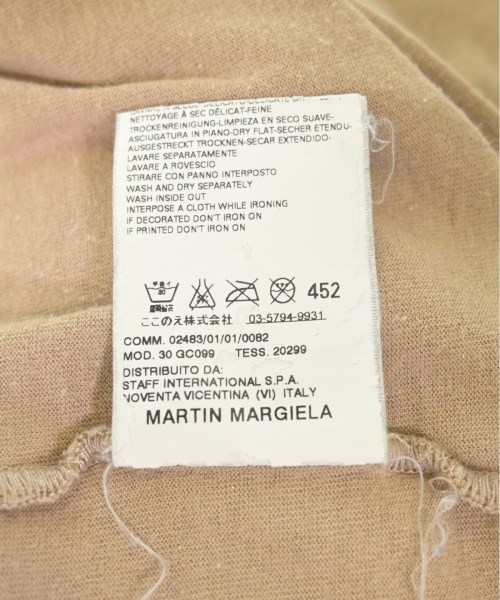 NETTOYAGE À SEC DÉLICAT-FEINE
TROCKENREINIGUNG-LIMPIEZA EN SECO SUAVE-
ASCIUGATURA IN PIANO-DRY FLAT-SECHER ETENDU-
AUSGESTREKT TROCKNEN-SECAR EXTENDIDO-
LAVARE SEPARATAMENTE
LAVARE A ROVESCIO
STIRARE CON PANNO INTERPOSTO
WASH AND DRY SEPARATELY
WASH INSIDE OUT
INTERPOSE A CLOTH WHILE IRONING
IF DECORATED DON'T IRON ON
IF PRINTED DON'T IRON ON
30 452
ここのえ株式会社 03-5794-9931
COMM. 02483/01/01/0082
MOD. 30 GC099 TESS. 20299
DISTRIBUITO DA:
STAFF INTERNATIONAL S.P.A.
NOVENTA VICENTINA (VI) ITALY
MARTIN MARGIELA